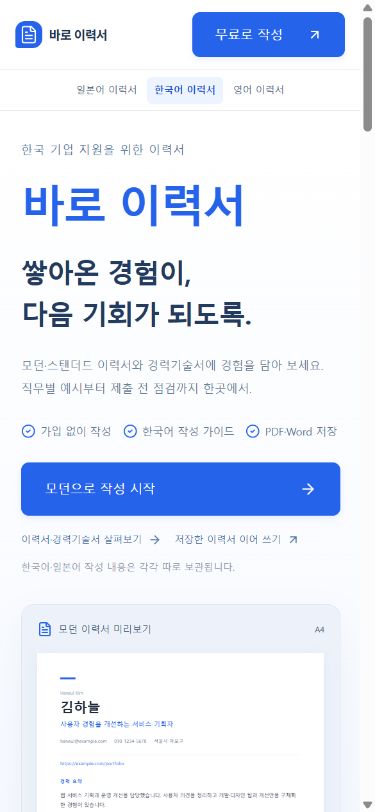 바로 이력서
무료로 작성
일본어 이력서 한국어 이력서 영어 이력서
한국 기업 지원을 위한 이력서
바로 이력서
쌓아온 경험이,
다음 기회가 되도록.
모던·스탠더드 이력서와 경력기술서에 경험을 담아 보세요.
직무별 예시부터 제출 전 점검까지 한곳에서.
가입 없이 작성 한국어 작성 가이드 PDF·Word 저장
모던으로 작성 시작
이력서·경력기술서 살펴보기 저장한 이력서 이어 쓰기
한국어·일본어 작성 내용은 각각 따로 보관됩니다.
모던 이력서 미리보기 A4
김하늘
사용자 경험을 개선하는 서비스 기획자
https://example.com/portfolio
경력 요약